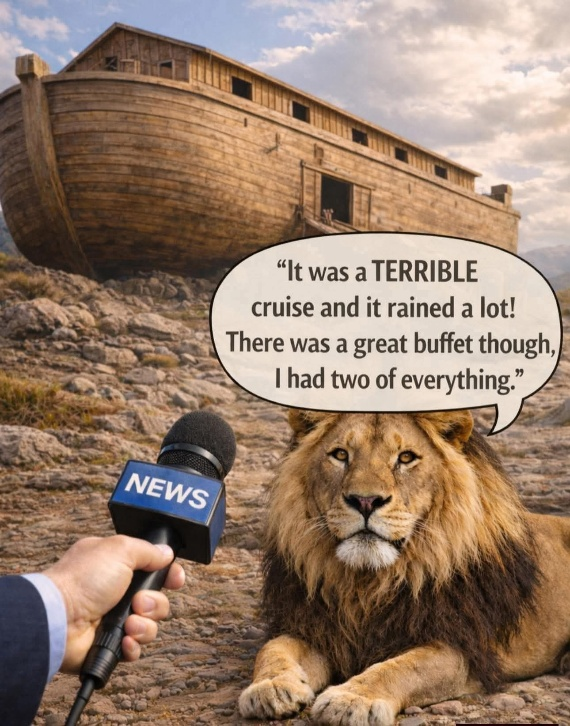 “It was a TERRIBLE
cruise and it rained a lot!
There was a great buffet though,
I had two of everything.”
NEWS